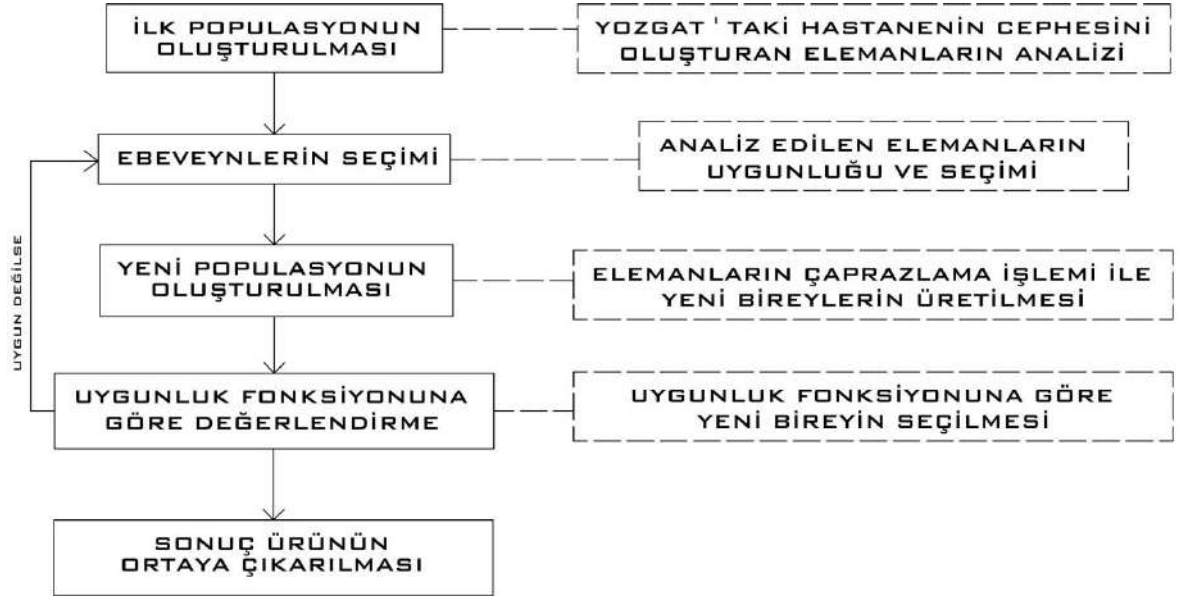 İLK POPULASYONUN
OLUŞTURULMASI
YOZGAT ' TAKİ HASTANENİN CEPHESİNİ
OLUŞTURAN ELEMANLARIN ANALİZİ
EBEVEYNLERİN SEÇİMİ
ANALİZ EDİLEN ELEMANLARIN
UYGUNLUĞU VE SEÇİMİ
UYGUN DEĞİLSE
YENİ POPULASYONUN
OLUŞTURULMASI
ELEMANLARIN ÇAPRAZLAMA İŞLEMİ İLE
YENİ BİREYLERİN ÜRETİLMESİ
UYGUNLUK FONKSİYONUNA
GÖRE DEĞERLENDİRME
UYGUNLUK FONKSİYONUNA GÖRE
YENİ BİREYİN SEÇİLMESİ
SONUÇ ÜRÜNÜN
ORTAYA ÇIKARILMASI